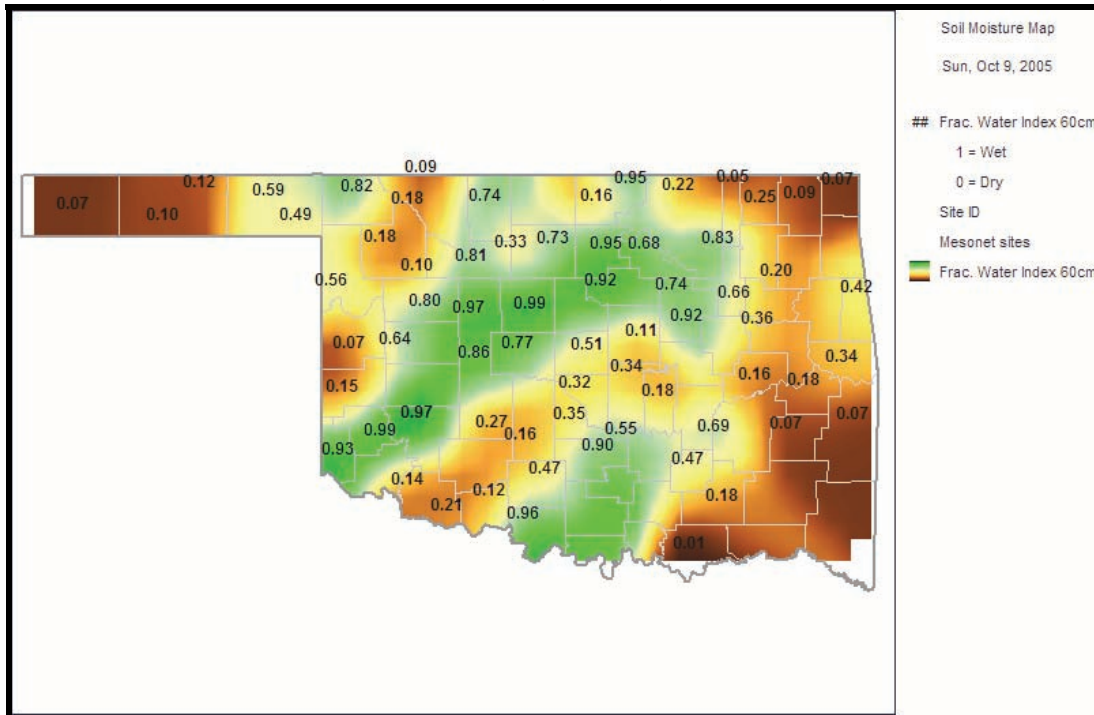 Soil Moisture Map
Sun, Oct 9, 2005
## Frac. Water Index 60cm
1 = Wet
0 = Dry
Site ID
Mesonet sites
Frac. Water Index 60cm
0.09
0.12 0.59 0.82 0.18 0.74 0.16 0.95 0.22 0.05 0.25 0.09 0.07
0.07 0.10 0.49
0.18 0.10 0.81 0.33 0.73 0.95 0.68 0.83
0.56 0.92 0.74 0.66 0.20 0.42
0.80 0.97 0.99 0.92 0.36
0.07 0.64 0.86 0.77 0.51 0.11 0.34
0.15 0.32 0.34 0.18 0.16 0.18
0.97 0.27 0.16 0.35 0.55 0.69 0.07 0.07
0.93 0.99 0.90
0.14 0.12 0.47 0.47
0.21 0.96 0.18
0.01